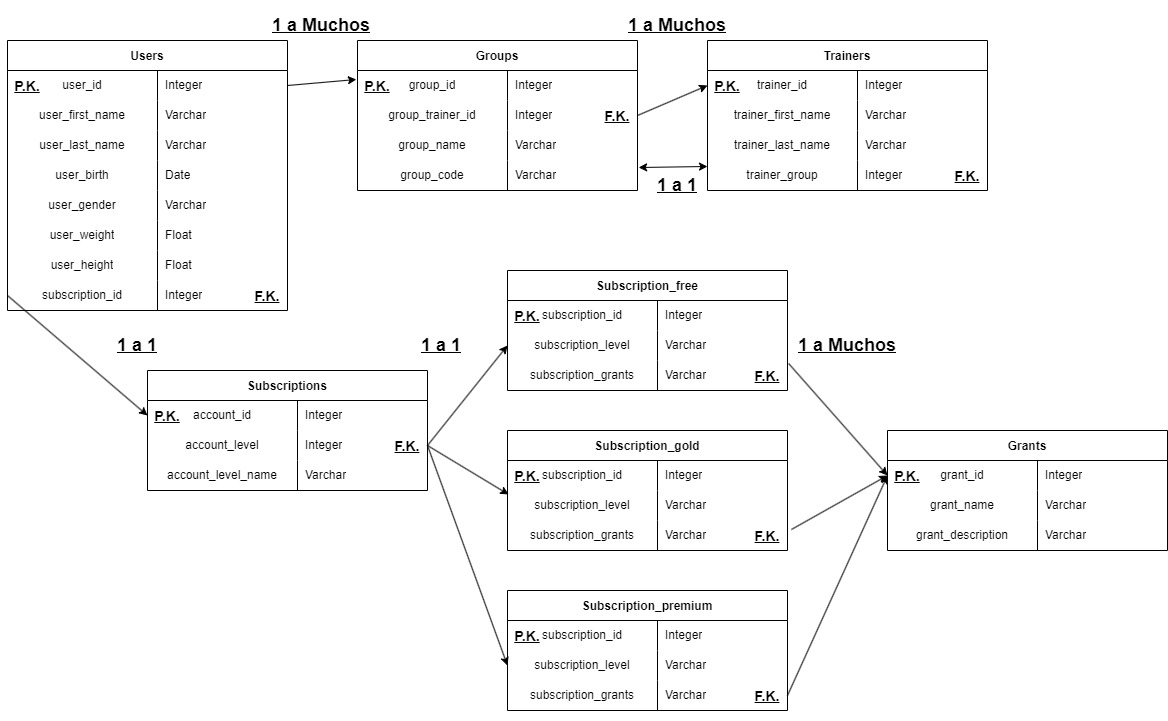 1 a Muchos
1 a Muchos
Users
P.K. user_id Integer
user_first_name Varchar
user_last_name Varchar
user_birth Date
user_gender Varchar
user_weight Float
user_height Float
subscription_id Integer F.K.
Groups
P.K. group_id Integer
group_trainer_id Integer F.K.
group_name Varchar
group_code Varchar
Trainers
P.K. trainer_id Integer
trainer_first_name Varchar
trainer_last_name Varchar
trainer_group Integer F.K.
1 a 1
1 a 1
1 a 1
1 a Muchos
Subscriptions
P.K. account_id Integer
account_level Integer F.K.
account_level_name Varchar
Subscription_free
P.K. subscription_id Integer
subscription_level Varchar
subscription_grants Varchar F.K.
Subscription_gold
P.K. subscription_id Integer
subscription_level Varchar
subscription_grants Varchar F.K.
Subscription_premium
P.K. subscription_id Integer
subscription_level Varchar
subscription_grants Varchar F.K.
Grants
P.K. grant_id Integer
grant_name Varchar
grant_description Varchar